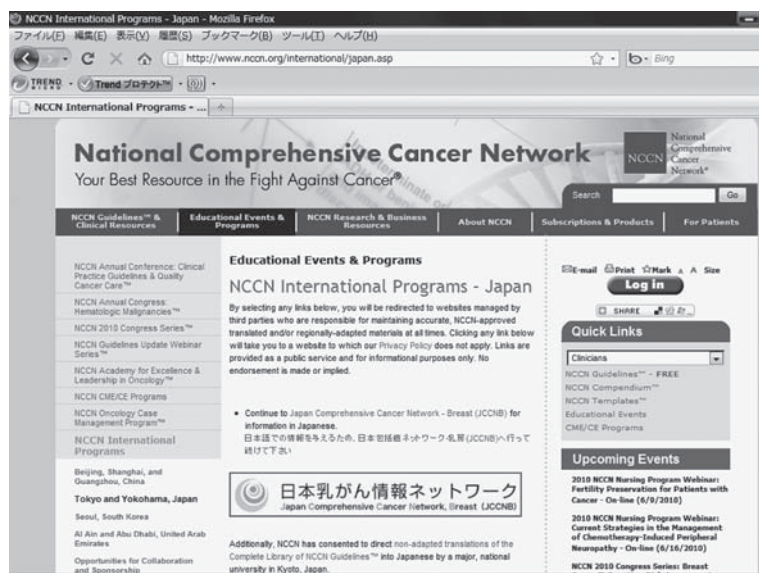 NCCN International Programs - Japan - Mozilla Firefox
ファイル(F) 編集(E) 表示(V) 履歴(S) ブックマーク(B) ツール(T) ヘルプ(H)
http://www.nccn.org/international/japan.asp
Bing
TREND MICRO Trend プロテクト™
NCCN International Programs - ...
National Comprehensive Cancer Network
Your Best Resource in the Fight Against Cancer®
NCCN
National
Comprehensive
Cancer
Network®
Search Go
NCCN Guidelines™ & Clinical Resources
Educational Events & Programs
NCCN Research & Business Resources
About NCCN
Subscriptions & Products
For Patients
NCCN Annual Conference: Clinical
Practice Guidelines & Quality
Cancer Care™
NCCN Annual Congress:
Hematologic Malignancies™
NCCN 2010 Congress Series™
NCCN Guidelines Update Webinar
Series™
NCCN Academy for Excellence &
Leadership in Oncology™
NCCN CME/CE Programs
NCCN Oncology Case
Management Program™
NCCN International
Programs
Beijing, Shanghai, and
Guangzhou, China
Tokyo and Yokohama, Japan
Seoul, South Korea
Al Ain and Abu Dhabi, United Arab
Emirates
Opportunities for Collaboration
and Sponsorship
Educational Events & Programs
NCCN International Programs - Japan
By selecting any links below, you will be redirected to websites managed by
third parties who are responsible for maintaining accurate, NCCN-approved
translated and/or regionally-adapted materials at all times. Clicking any link below
will take you to a website to which our Privacy Policy does not apply. Links are
provided as a public service and for informational purposes only. No
endorsement is made or implied.
Continue to Japan Comprehensive Cancer Network - Breast (JCCNB) for
information in Japanese.
日本語での情報を与えるため、日本包括癌ネットワーク-乳房(JCCNB)へ行って
続けて下さい
日本乳がん情報ネットワーク
Japan Comprehensive Cancer Network, Breast (JCCNB)
Additionally, NCCN has consented to direct non-adapted translations of the
Complete Library of NCCN Guidelines™ into Japanese by a major, national
university in Kyoto, Japan.
E-mail Print Mark A A Size
Log in
SHARE
Quick Links
Clinicians
NCCN Guidelines™ - FREE
NCCN Compendium™
NCCN Templates™
Educational Events
CME/CE Programs
Upcoming Events
2010 NCCN Nursing Program Webinar:
Fertility Preservation for Patients with
Cancer - On-line (6/9/2010)
2010 NCCN Nursing Program Webinar:
Current Strategies in the Management
of Chemotherapy-Induced Peripheral
Neuropathy - On-line (6/16/2010)
NCCN 2010 Congress Series: Breast